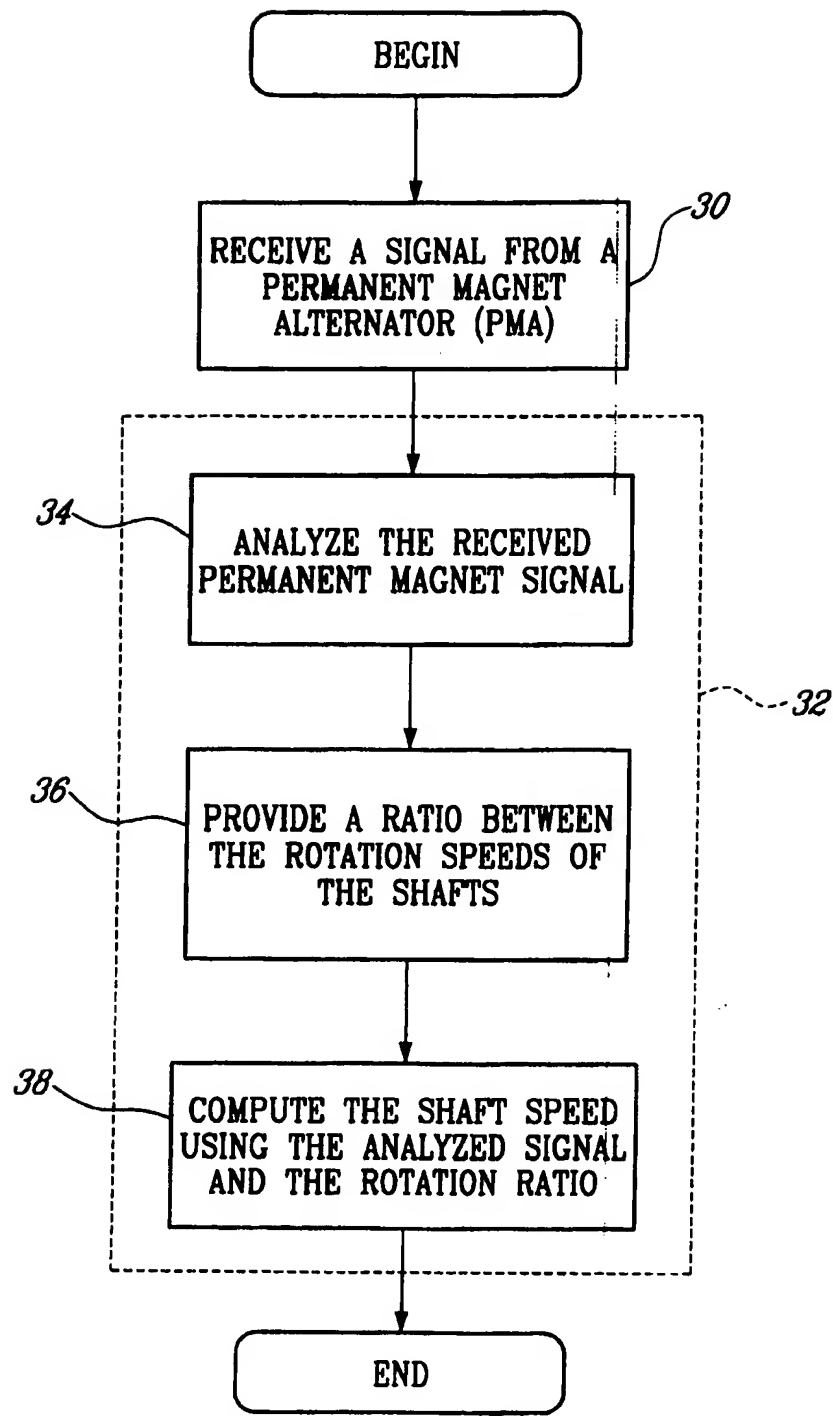 BEGIN
30
RECEIVE A SIGNAL FROM A
PERMANENT MAGNET
ALTERNATOR (PMA)
34
ANALYZE THE RECEIVED
PERMANENT MAGNET SIGNAL
32
36
PROVIDE A RATIO BETWEEN
THE ROTATION SPEEDS OF
THE SHAFTS
38
COMPUTE THE SHAFT SPEED
USING THE ANALYZED SIGNAL
AND THE ROTATION RATIO
END